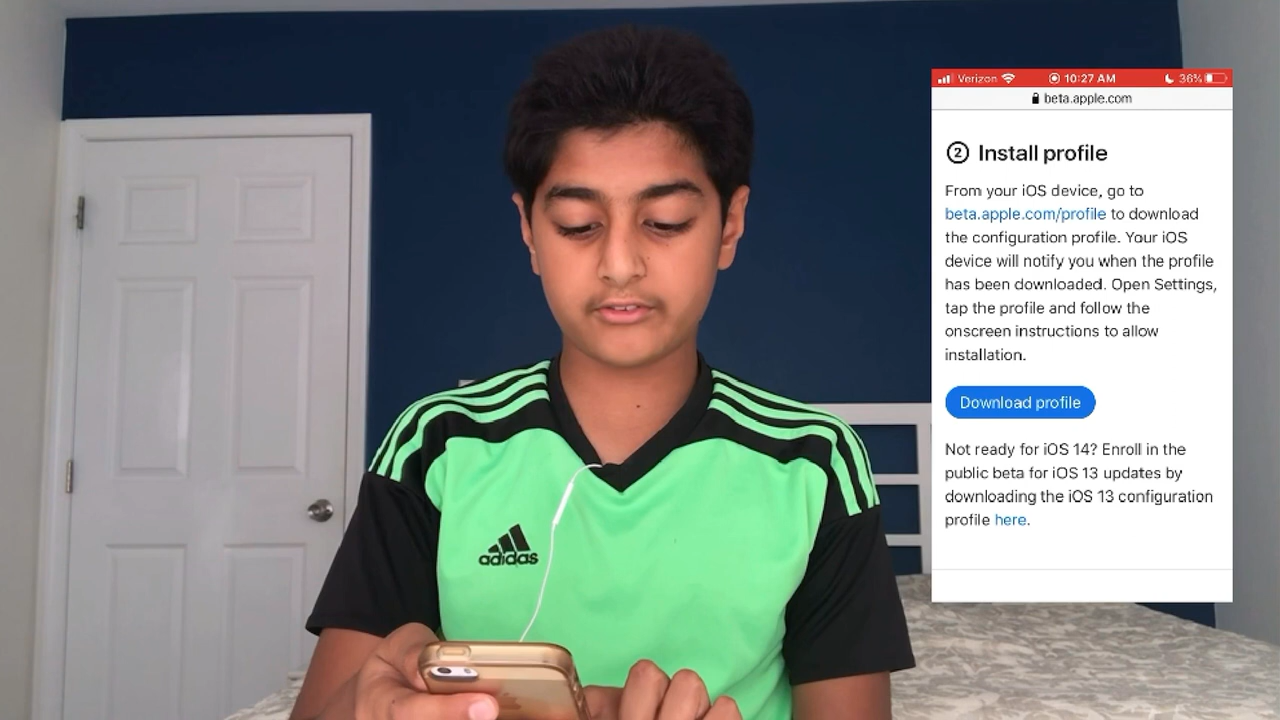 adidas
Verizon 10:27 AM 36%
beta.apple.com
2 Install profile
From your iOS device, go to
beta.apple.com/profile to download
the configuration profile. Your iOS
device will notify you when the profile
has been downloaded. Open Settings,
tap the profile and follow the
onscreen instructions to allow
installation.
Download profile
Not ready for iOS 14? Enroll in the
public beta for iOS 13 updates by
downloading the iOS 13 configuration
profile here.